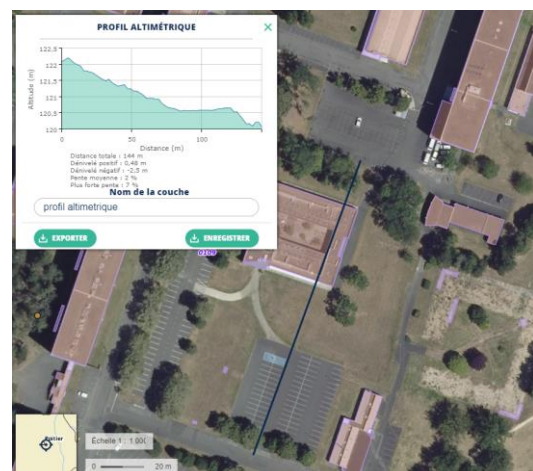 PROFIL ALTIMÉTRIQUE
×
122,5
122
121,5
121
120,5
120
Altitude (m)
0
50
100
Distance (m)
Distance totale : 144 m
Dénivelé positif : 0,48 m
Dénivelé négatif : -2,5 m
Pente moyenne : 2 %
Plus forte pente : 7 %
Nom de la couche
profil altimetrique
EXPORTER
ENREGISTRER
Échelle 1 :
0
20 m